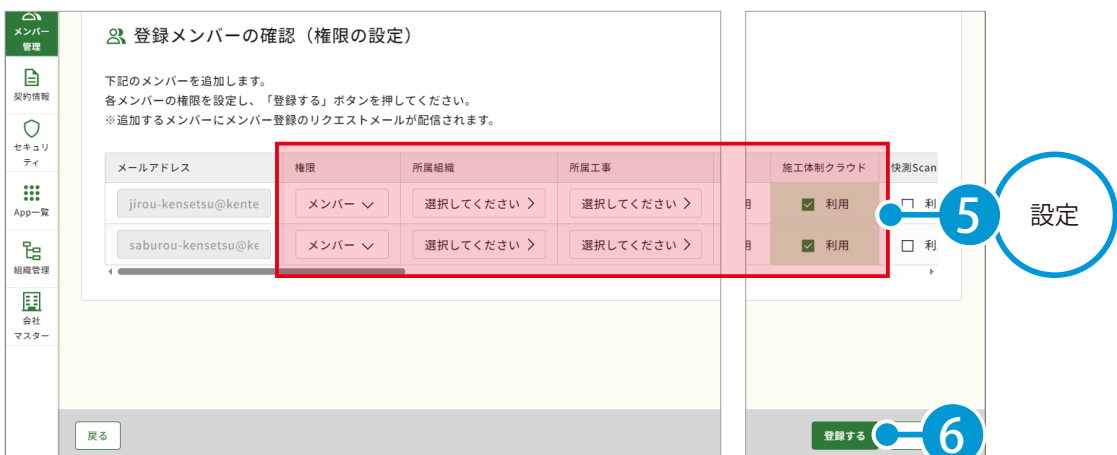 メンバー
管理
契約情報
セキュリ
ティ
App一覧
組織管理
会社
マスター
登録メンバーの確認（権限の設定）
下記のメンバーを追加します。
各メンバーの権限を設定し、「登録する」ボタンを押してください。
※追加するメンバーにメンバー登録のリクエストメールが配信されます。
メールアドレス 権限 所属組織 所属工事 施工体制クラウド 快測Scan
jirou-kensetsu@kente メンバー 選択してください 選択してください 利用 利
saburou-kensetsu@ke メンバー 選択してください 選択してください 利用 利
5 設定
戻る 登録する 6